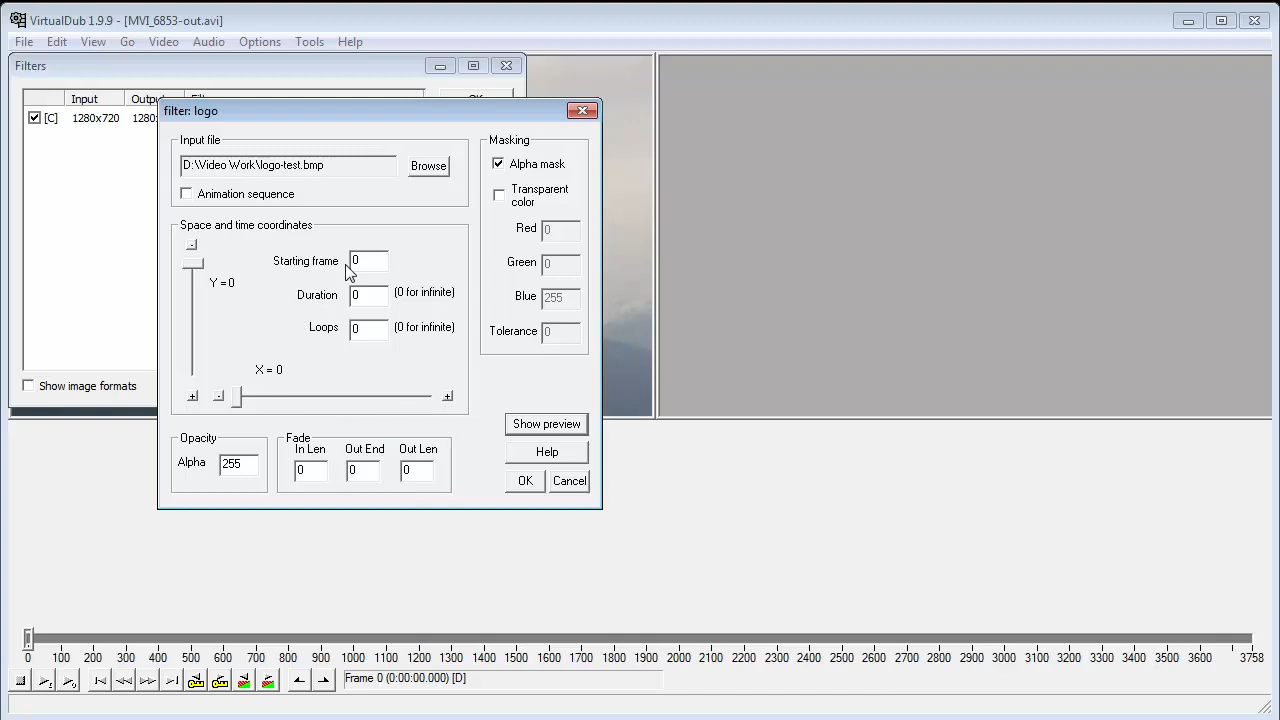 VirtualDub 1.9.9 - [MVI_6853-out.avi]
File Edit View Go Video Audio Options Tools Help
Filters
Input
[C] 1280x720
Show image formats
filter: logo
Input file
D:\Video Work\logo-test.bmp
Browse
Animation sequence
Space and time coordinates
-
Y = 0
Starting frame 0
Duration 0 (0 for infinite)
Loops 0 (0 for infinite)
X = 0
+ - +
Opacity
Alpha 255
Fade
In Len Out End Out Len
0 0 0
Masking
Alpha mask
Transparent
color
Red 0
Green 0
Blue 255
Tolerance 0
Show preview
Help
OK Cancel
0 100 200 300 400 500 600 700 800 900 1000 1100 1200 1300 1400 1500 1600 1700 1800 1900 2000 2100 2200 2300 2400 2500 2600 2700 2800 2900 3000 3100 3200 3300 3400 3500 3600 3758
Frame 0 (0:00:00.000) [D]